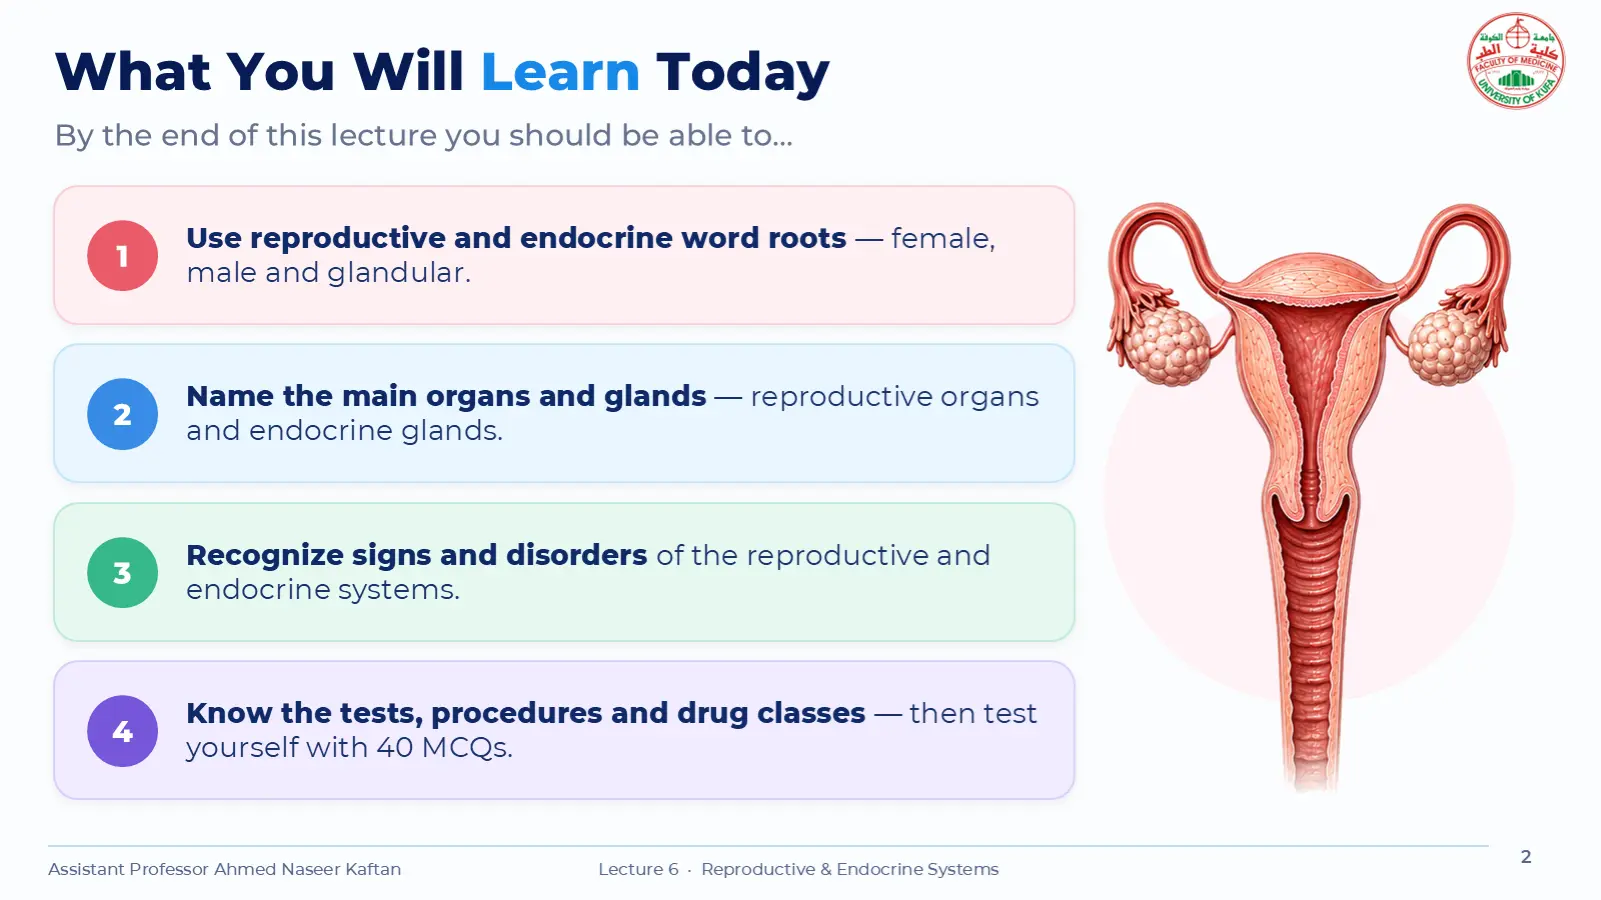 What You Will Learn Today
By the end of this lecture you should be able to...
جامعة الكوفة
كلية الطب
FACULTY OF MEDICINE
UNIVERSITY OF KUFA
1
Use reproductive and endocrine word roots — female,
male and glandular.
2
Name the main organs and glands — reproductive organs
and endocrine glands.
3
Recognize signs and disorders of the reproductive and
endocrine systems.
4
Know the tests, procedures and drug classes — then test
yourself with 40 MCQs.
Assistant Professor Ahmed Naseer Kaftan
Lecture 6 · Reproductive & Endocrine Systems
2